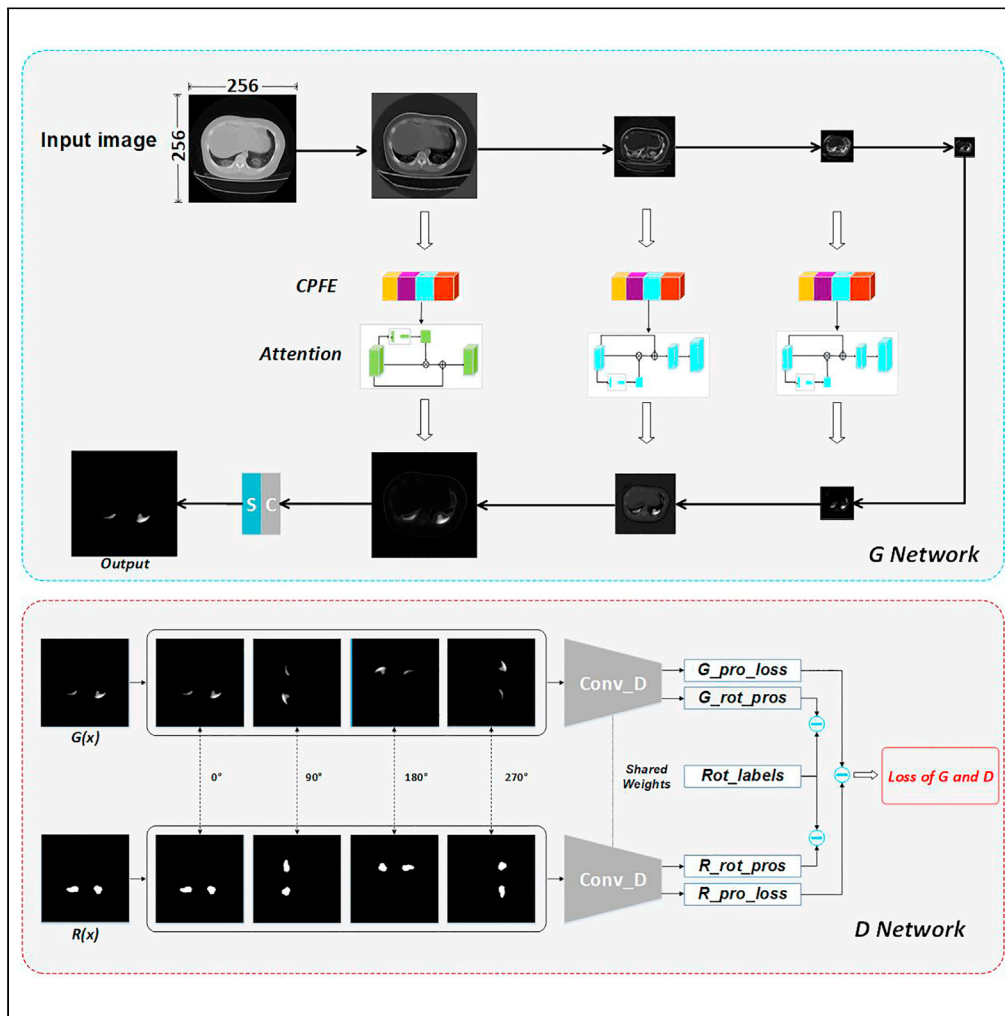 256
256
Input image
CPFE
Attention
S C
Output
G Network
G(x)
0°
90°
180°
270°
Conv_D
G_pro_loss
G_rot_pros
Shared
Weights
Rot_labels
Loss of G and D
R(x)
Conv_D
R_rot_pros
R_pro_loss
D Network